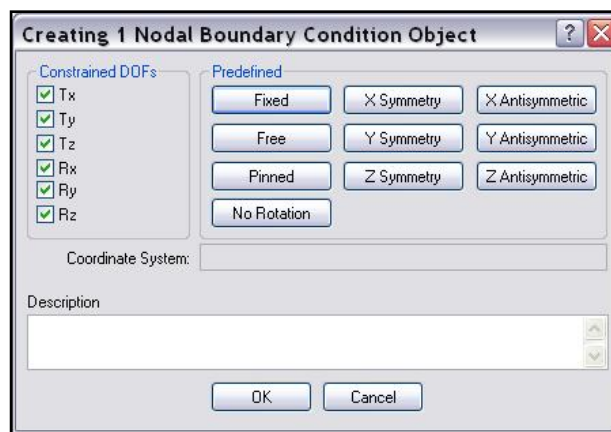 Creating 1 Nodal Boundary Condition Object
Constrained DOFs
Tx
Ty
Tz
Rx
Ry
Rz
Predefined
Fixed
X Symmetry
X Antisymmetric
Free
Y Symmetry
Y Antisymmetric
Pinned
Z Symmetry
Z Antisymmetric
No Rotation
Coordinate System:
Description
OK
Cancel